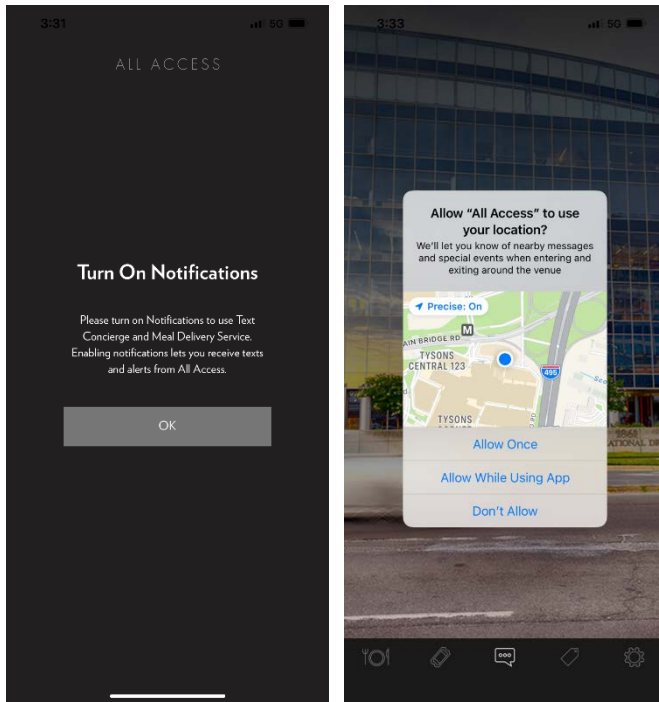 3:31
5G
ALL ACCESS
Turn On Notifications
Please turn on Notifications to use Text
Concierge and Meal Delivery Service.
Enabling notifications lets you receive texts
and alerts from All Access.
OK
3:33
5G
Allow “All Access” to use
your location?
We'll let you know of nearby messages
and special events when entering and
exiting around the venue
Precise: On
M
AIN BRIDGE RD
TYSONS
CENTRAL 123
495
TYSONS
Allow Once
Allow While Using App
Don't Allow